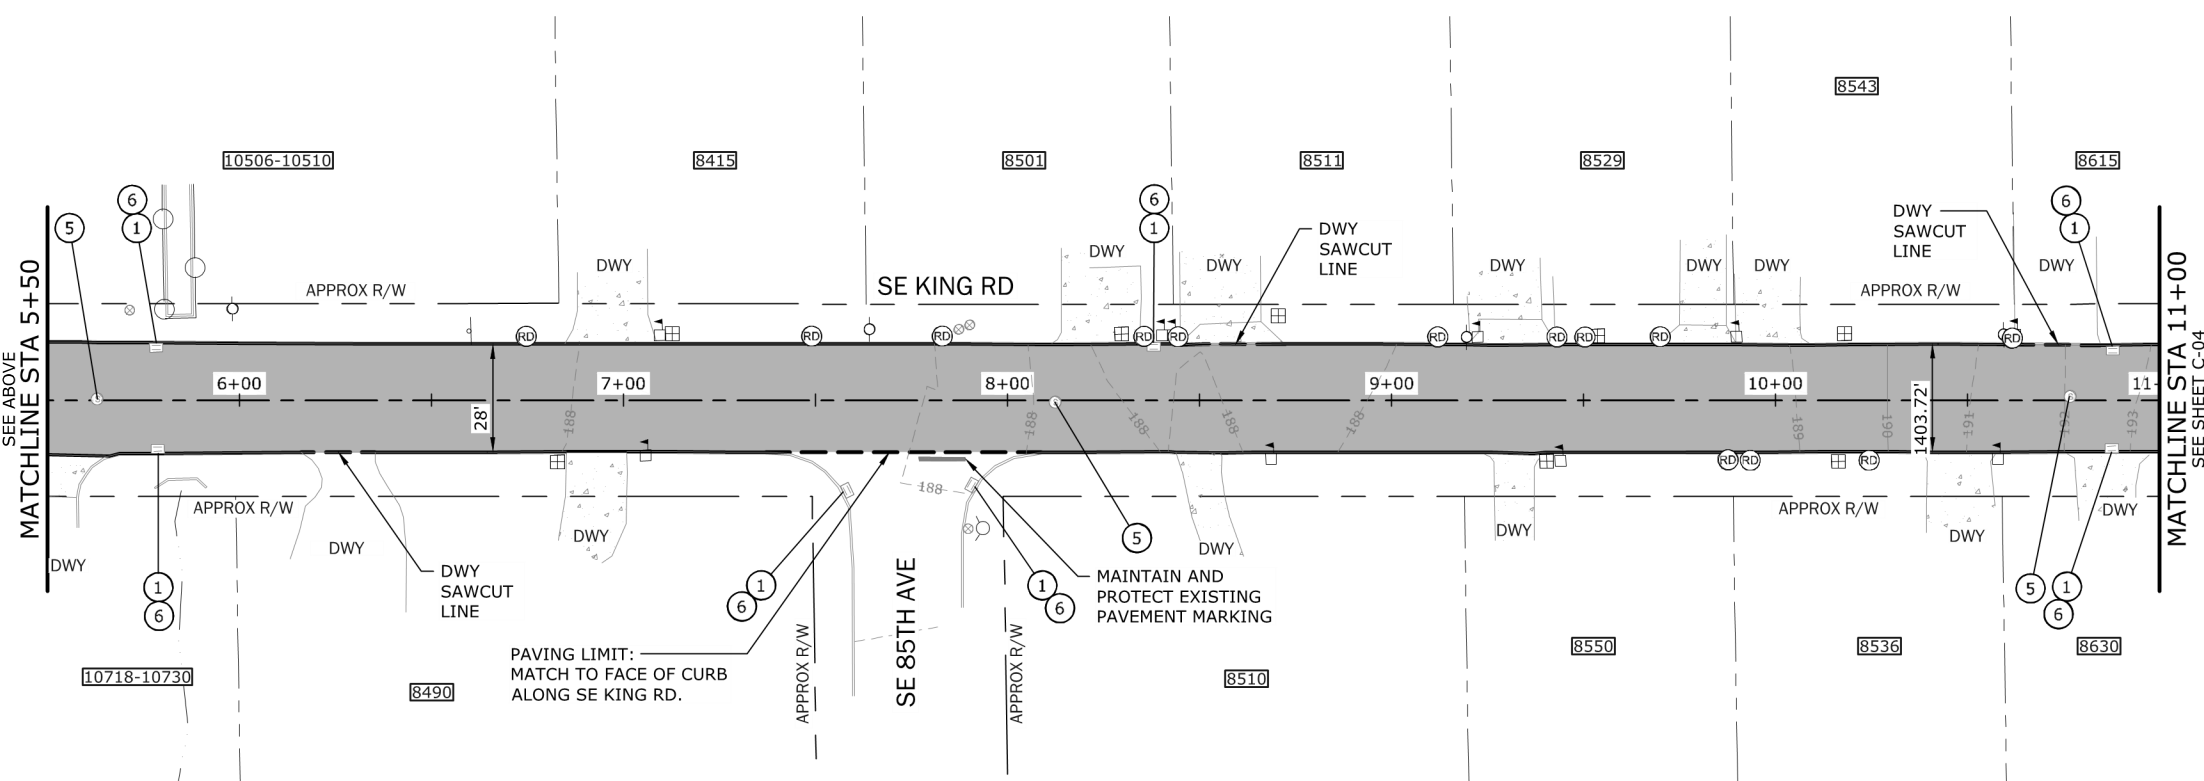 8543
10506-10510
8415
8501
8511
8529
8615
6
1
5
6
1
6
1
DWY
SAWCUT
LINE
DWY
SAWCUT
LINE
DWY
DWY
DWY
DWY
DWY
DWY
DWY
APPROX R/W
SE KING RD
APPROX R/W
SEE ABOVE
MATCHLINE STA 5+50
MATCHLINE STA 11+00
SEE SHEET C-04
RD
RD
RD
RD
RD
RD
RD
RD
RD
RD
6+00
7+00
8+00
9+00
10+00
11-
28'
1403.72'
188
188
188
188
188
189
190
191
193
188
RD
RD
RD
APPROX R/W
APPROX R/W
DWY
DWY
DWY
DWY
DWY
DWY
DWY
5
1
6
DWY
SAWCUT
LINE
1
6
1
6
5
1
6
MAINTAIN AND
PROTECT EXISTING
PAVEMENT MARKING
PAVING LIMIT:
MATCH TO FACE OF CURB
ALONG SE KING RD.
APPROX R/W
SE 85TH AVE
APPROX R/W
10718-10730
8490
8510
8550
8536
8630